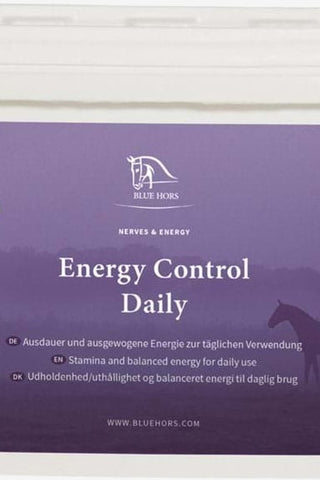 BLUE HORS
NERVES & ENERGY
Energy Control
Daily
DE Ausdauer und ausgewogene Energie zur täglichen Verwendung
EN Stamina and balanced energy for daily use
DK Udholdenhed/uthållighet og balanceret energi til daglig brug
WWW.BLUEHORS.COM